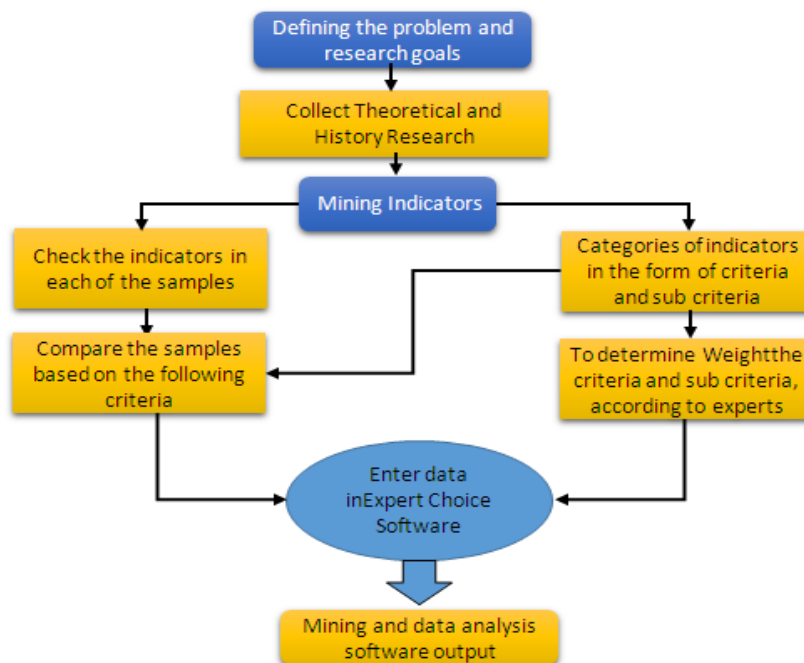 Defining the problem and
research goals
Collect Theoretical and
History Research
Mining Indicators
Check the indicators in
each of the samples
Categories of indicators
in the form of criteria
and sub criteria
Compare the samples
based on the following
criteria
To determine Weightthe
criteria and sub criteria,
according to experts
Enter data
inExpert Choice
Software
Mining and data analysis
software output